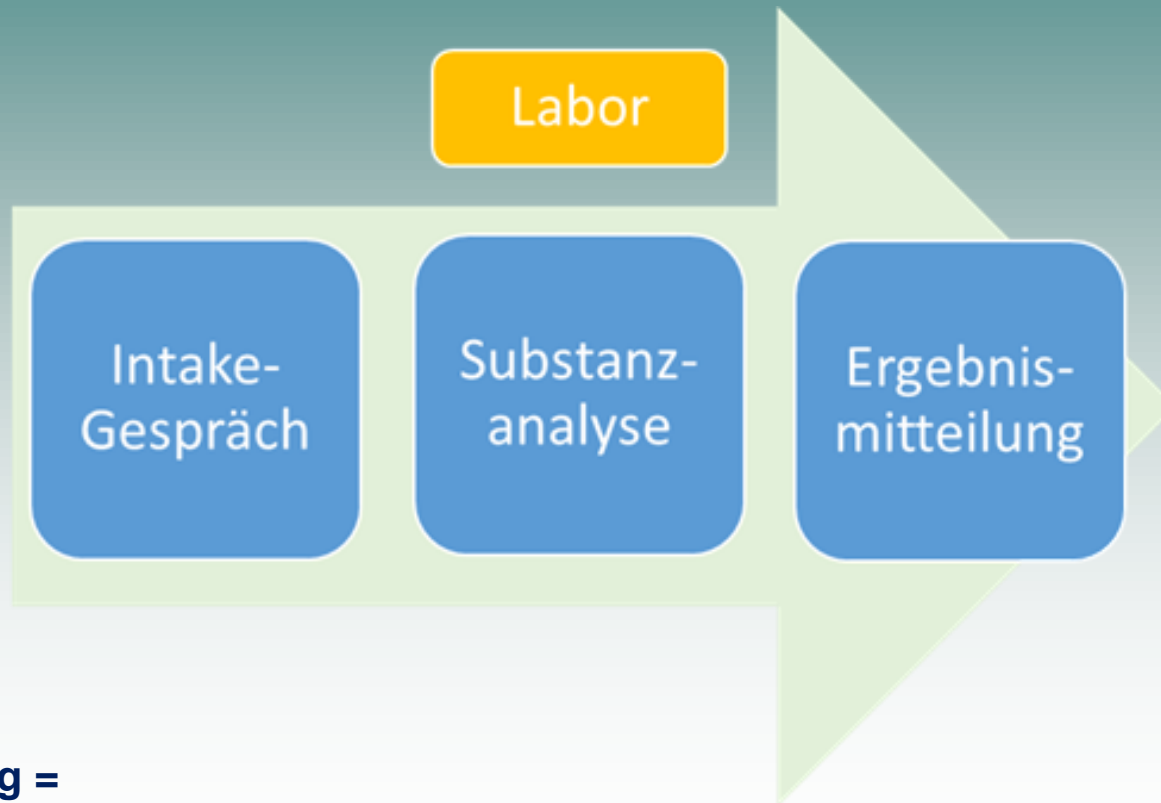 Labor
Intake-
Gespräch
Substanz-
analyse
Ergebnis-
mitteilung
g =